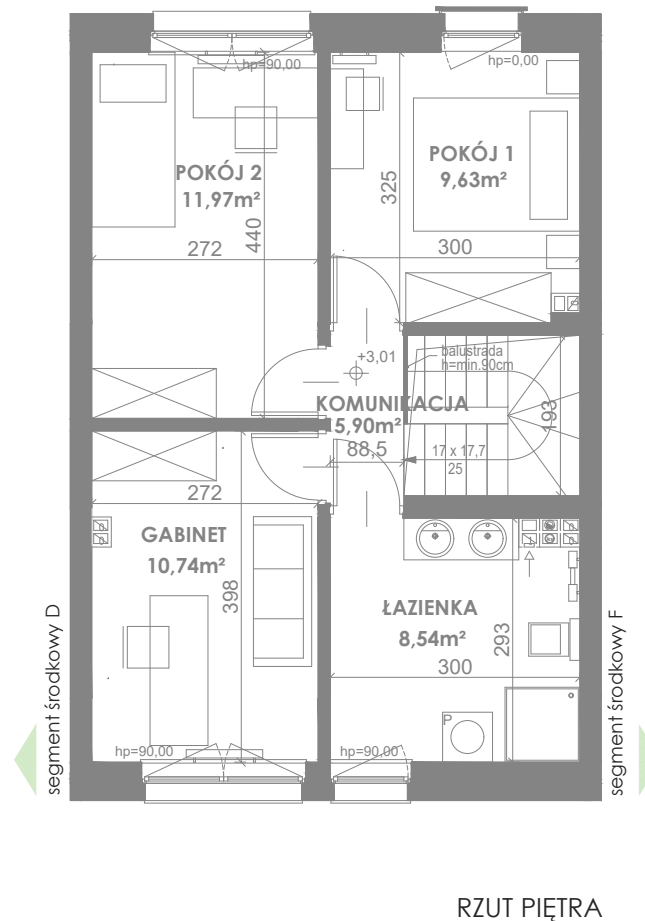 hp=90,00
hp=0,00
POKÓJ 2
11,97m²
POKÓJ 1
9,63m²
325
440
272
300
+3,01
balustrada
h=min.90cm
KOMUNIKACJA
5,90m²
88,5
17 x 17,7
25
193
272
GABINET
10,74m²
398
ŁAZIENKA
8,54m²
293
300
P
hp=90,00
hp=90,00
segment środkowy D
segment środkowy F
RZUT PIĘTRA